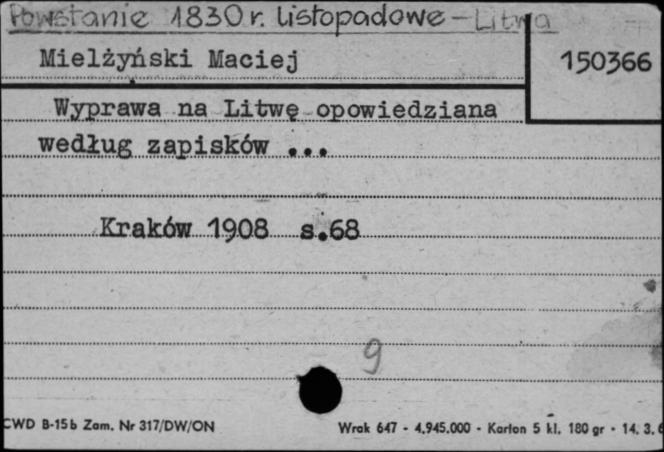 Powstanie 1830 r. listopadowe - Litwa
Mielżyński Maciej
150366
Wyprawa na Litwę opowiedziana
według zapisków ...
Kraków 1908 s.68
9
CWD B-15b Zam. Nr 317/DW/ON
Wrak 647 - 4.945.000 - Karton 5 kl. 180 gr - 14. 3. 6